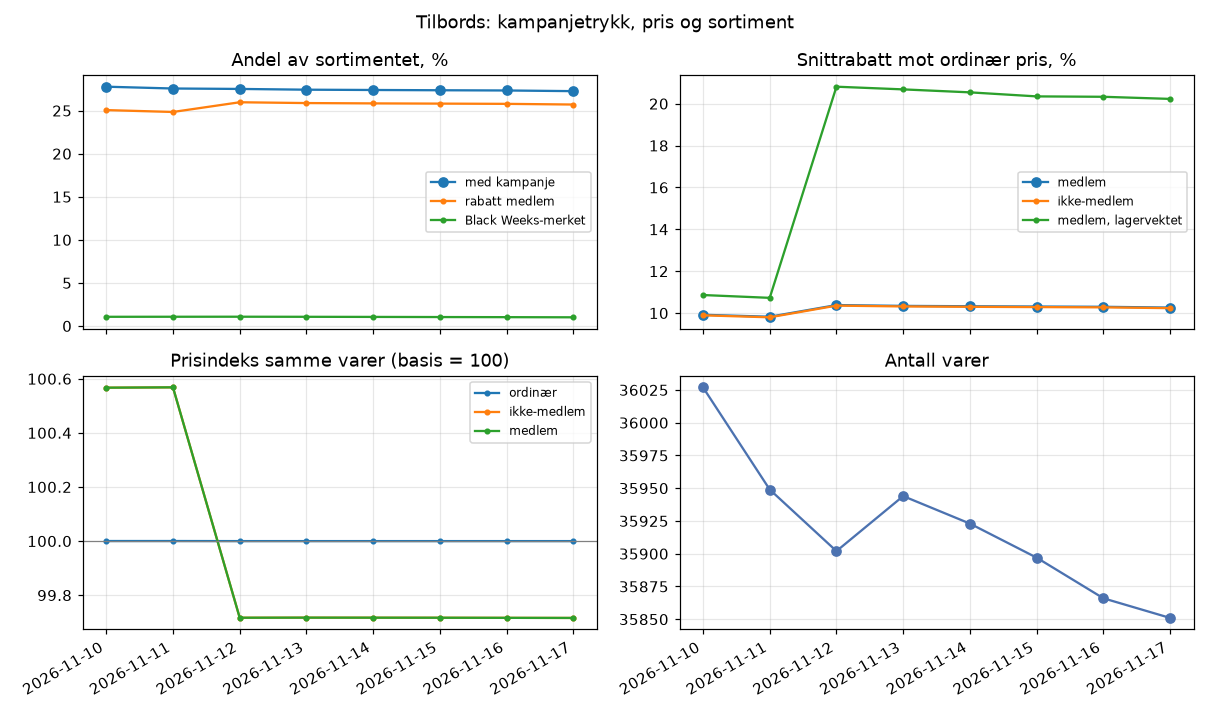 Tilbords: kampanjetrykk, pris og sortiment
Andel av sortimentet, %
25
20
15
10
5
0
med kampanje
rabatt medlem
Black Weeks-merket
Snittrabatt mot ordinær pris, %
20
18
16
14
12
10
medlem
ikke-medlem
medlem, lagervektet
Prisindeks samme varer (basis = 100)
100.6
100.4
100.2
100.0
99.8
ordinær
ikke-medlem
medlem
2026-11-10
2026-11-11
2026-11-12
2026-11-13
2026-11-14
2026-11-15
2026-11-16
2026-11-17
Antall varer
36025
36000
35975
35950
35925
35900
35875
35850
2026-11-10
2026-11-11
2026-11-12
2026-11-13
2026-11-14
2026-11-15
2026-11-16
2026-11-17